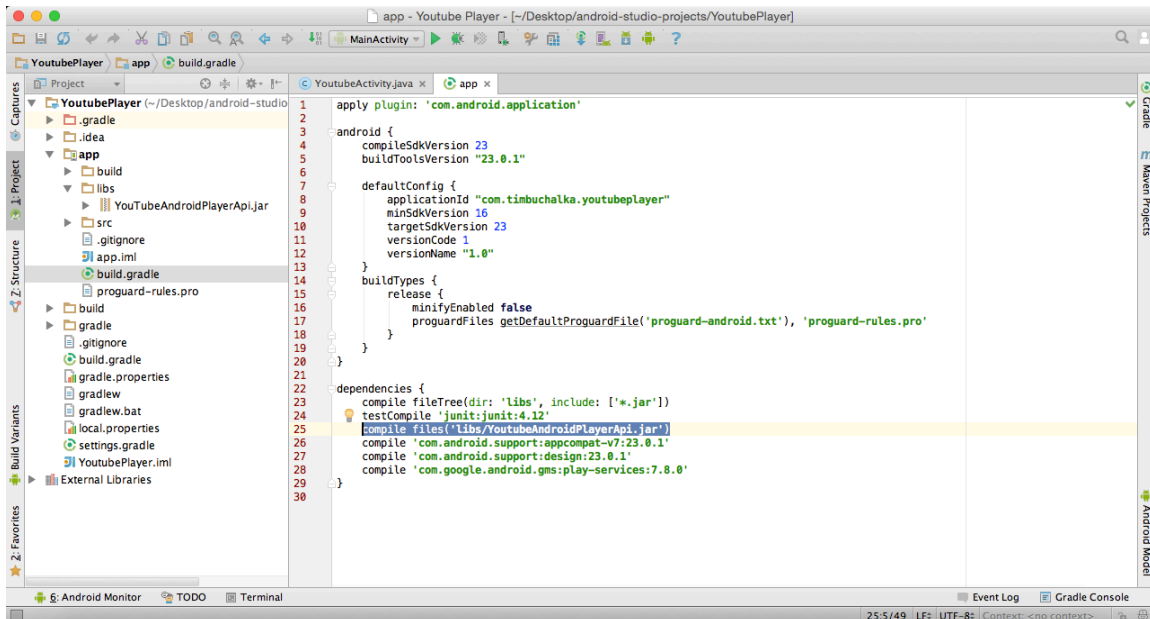 app - Youtube Player - [~/Desktop/android-studio-projects/YoutubePlayer]
MainActivity
YoutubePlayer app build.gradle
Project
YoutubeActivity.java
app
Captures
1: Project
Z: Structure
Build Variants
2: Favorites
YoutubePlayer (~/Desktop/android-studio
.gradle
.idea
app
build
libs
YouTubeAndroidPlayerApi.jar
src
.gitignore
app.iml
build.gradle
proguard-rules.pro
build
gradle
.gitignore
build.gradle
gradle.properties
gradlew
gradlew.bat
local.properties
settings.gradle
YoutubePlayer.iml
External Libraries
1 apply plugin: 'com.android.application'
2
3 android {
4 compileSdkVersion 23
5 buildToolsVersion "23.0.1"
6
7 defaultConfig {
8 applicationId "com.timbuchalka.youtubeplayer"
9 minSdkVersion 16
10 targetSdkVersion 23
11 versionCode 1
12 versionName "1.0"
13 }
14 buildTypes {
15 release {
16 minifyEnabled false
17 proguardFiles getDefaultProguardFile('proguard-android.txt'), 'proguard-rules.pro'
18 }
19 }
20 }
21
22 dependencies {
23 compile fileTree(dir: 'libs', include: ['*.jar'])
24 testCompile 'junit:junit:4.12'
25 compile files('libs/YoutubeAndroidPlayerApi.jar')
26 compile 'com.android.support:appcompat-v7:23.0.1'
27 compile 'com.android.support:design:23.0.1'
28 compile 'com.google.android.gms:play-services:7.8.0'
29 }
30
Gradle
Maven Projects
Android Model
6: Android Monitor TODO Terminal Event Log Gradle Console
25:5/49 LF UTF-8 Context: <no context>